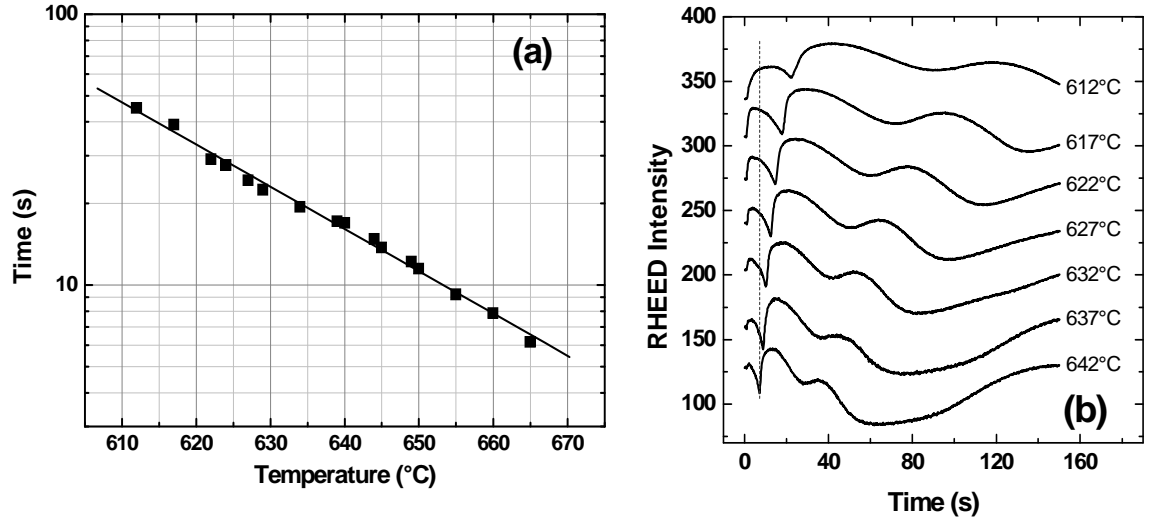 (a)
100
10
Time (s)
610 620 630 640 650 660 670
Temperature (°C)
(b)
400
350
300
250
200
150
100
RHEED Intensity
612°C
617°C
622°C
627°C
632°C
637°C
642°C
0 40 80 120 160
Time (s)